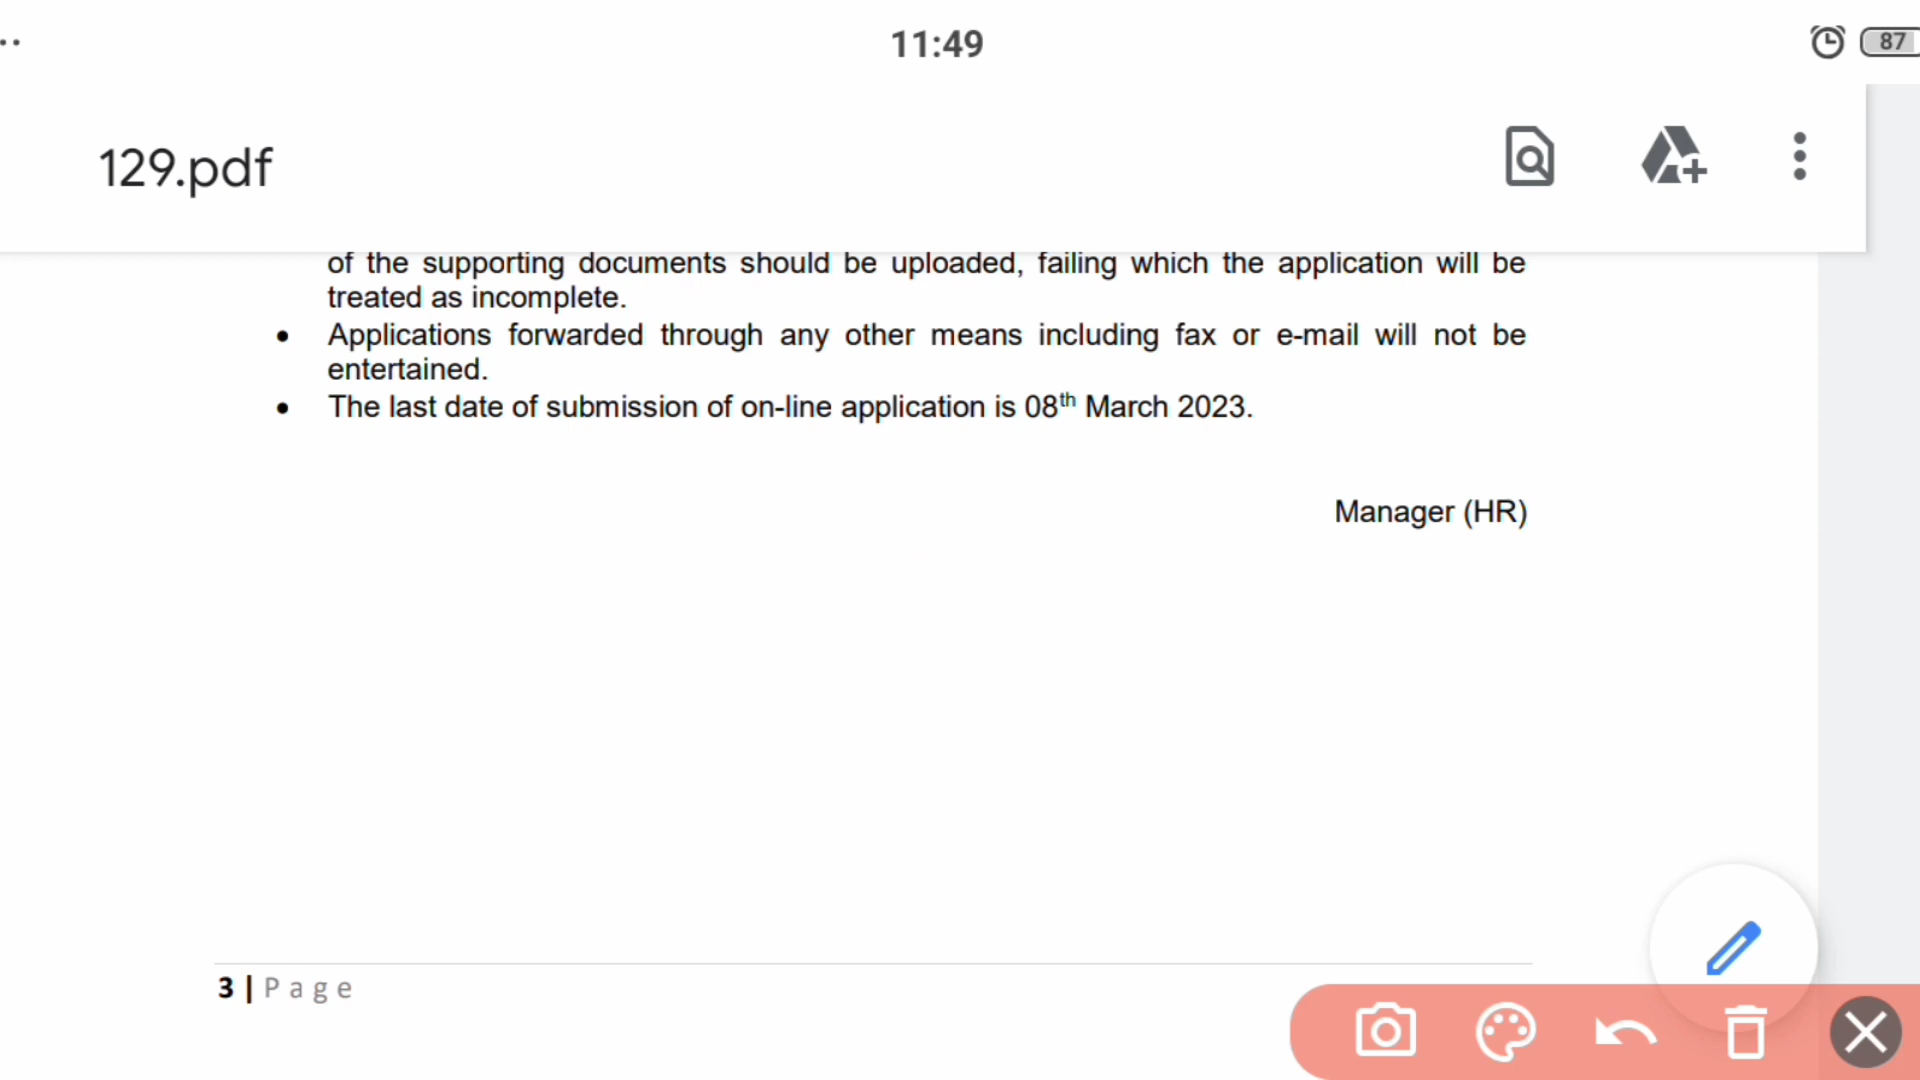 11:49
87
129.pdf
of the supporting documents should be uploaded, failing which the application will be
treated as incomplete.
• Applications forwarded through any other means including fax or e-mail will not be
entertained.
• The last date of submission of on-line application is 08th March 2023.
Manager (HR)
3 | Page